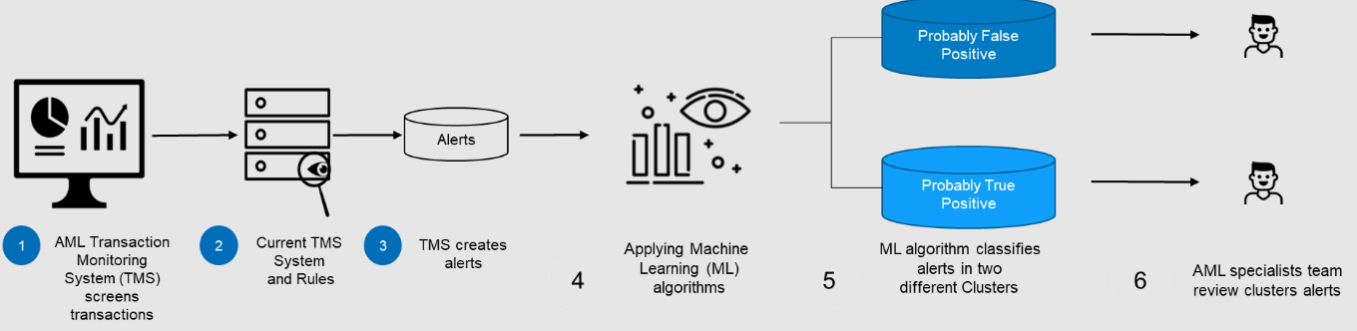 Probably False
Positive
Alerts
Probably True
Positive
1
AML Transaction
Monitoring
System (TMS)
screens
transactions
2
Current TMS
System
and Rules
3
TMS creates
alerts
4
Applying Machine
Learning (ML)
algorithms
5
ML algorithm classifies
alerts in two
different Clusters
6
AML specialists team
review clusters alerts